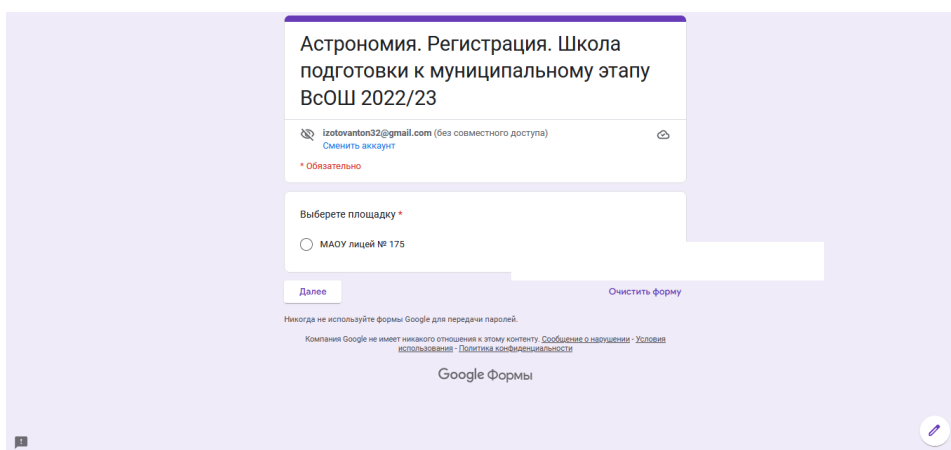 Астрономия. Регистрация. Школа
подготовки к муниципальному этапу
ВсОШ 2022/23
izotovanton32@gmail.com (без совместного доступа)
Сменить аккаунт
* Обязательно
Выберете площадку *
МАОУ лицей № 175
Далее
Очистить форму
Никогда не используйте формы Google для передачи паролей.
Компания Google не имеет никакого отношения к этому контенту. Сообщение о нарушении - Условия
использования - Политика конфиденциальности
Google Формы